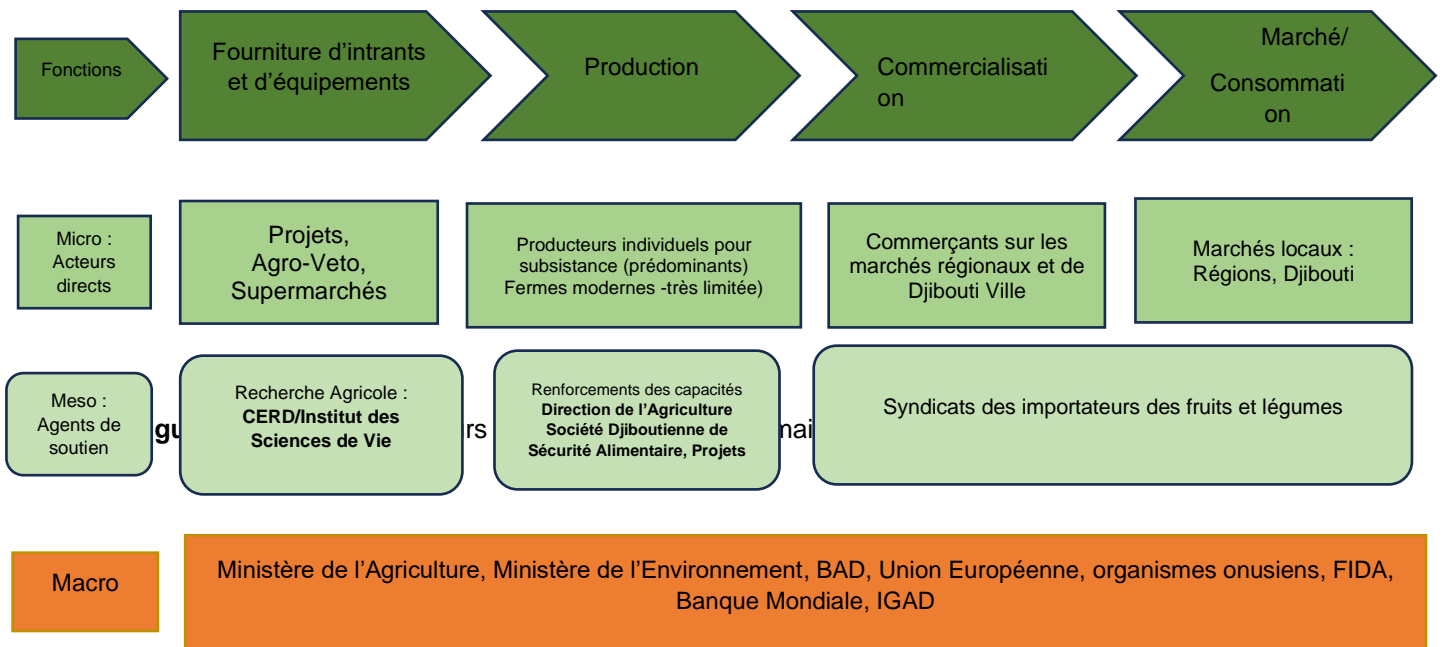 Fonctions
Fourniture d’intrants
et d’équipements
Production
Commercialisati
on
Marché/
Consommati
on
Micro :
Acteurs
directs
Projets,
Agro-Veto,
Supermarchés
Producteurs individuels pour
subsistance (prédominants)
Fermes modernes -très limitée)
Commerçants sur les
marchés régionaux et de
Djibouti Ville
Marchés locaux :
Régions, Djibouti
Meso :
Agents de
soutien
Recherche Agricole :
CERD/Institut des
Sciences de Vie
Renforcements des capacités
Direction de l’Agriculture
Société Djiboutienne de
Sécurité Alimentaire, Projets
Syndicats des importateurs des fruits et légumes
Macro
Ministère de l’Agriculture, Ministère de l’Environnement, BAD, Union Européenne, organismes onusiens, FIDA,
Banque Mondiale, IGAD